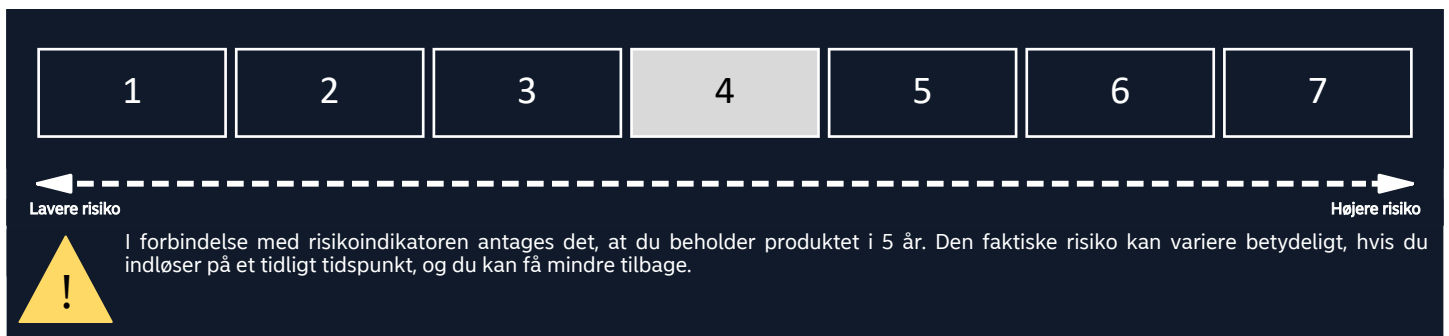 1 2 3 4 5 6 7
Lavere risiko Højere risiko
I forbindelse med risikoindikatoren antages det, at du beholder produktet i 5 år. Den faktiske risiko kan variere betydeligt, hvis du
indløser på et tidligt tidspunkt, og du kan få mindre tilbage.
!